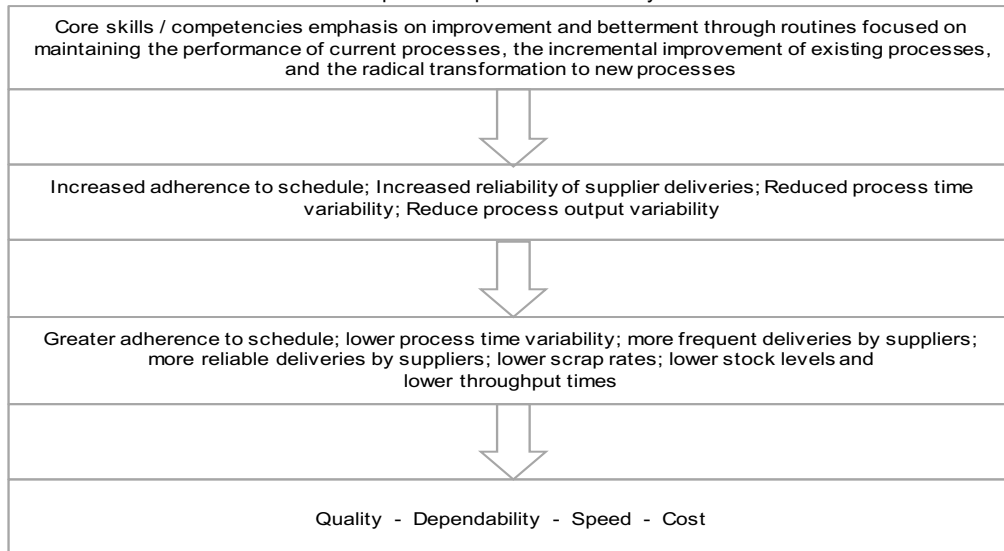 Core skills / competencies emphasis on improvement and betterment through routines focused on
maintaining the performance of current processes, the incremental improvement of existing processes,
and the radical transformation to new processes
Increased adherence to schedule; Increased reliability of supplier deliveries; Reduced process time
variability; Reduce process output variability
Greater adherence to schedule; lower process time variability; more frequent deliveries by suppliers;
more reliable deliveries by suppliers; lower scrap rates; lower stock levels and
lower throughput times
Quality - Dependability - Speed - Cost